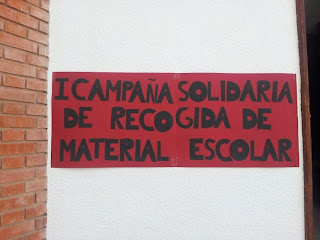 I CAMPAÑA SOLIDARIA
DE RECOGIDA DE
MATERIAL ESCOLAR